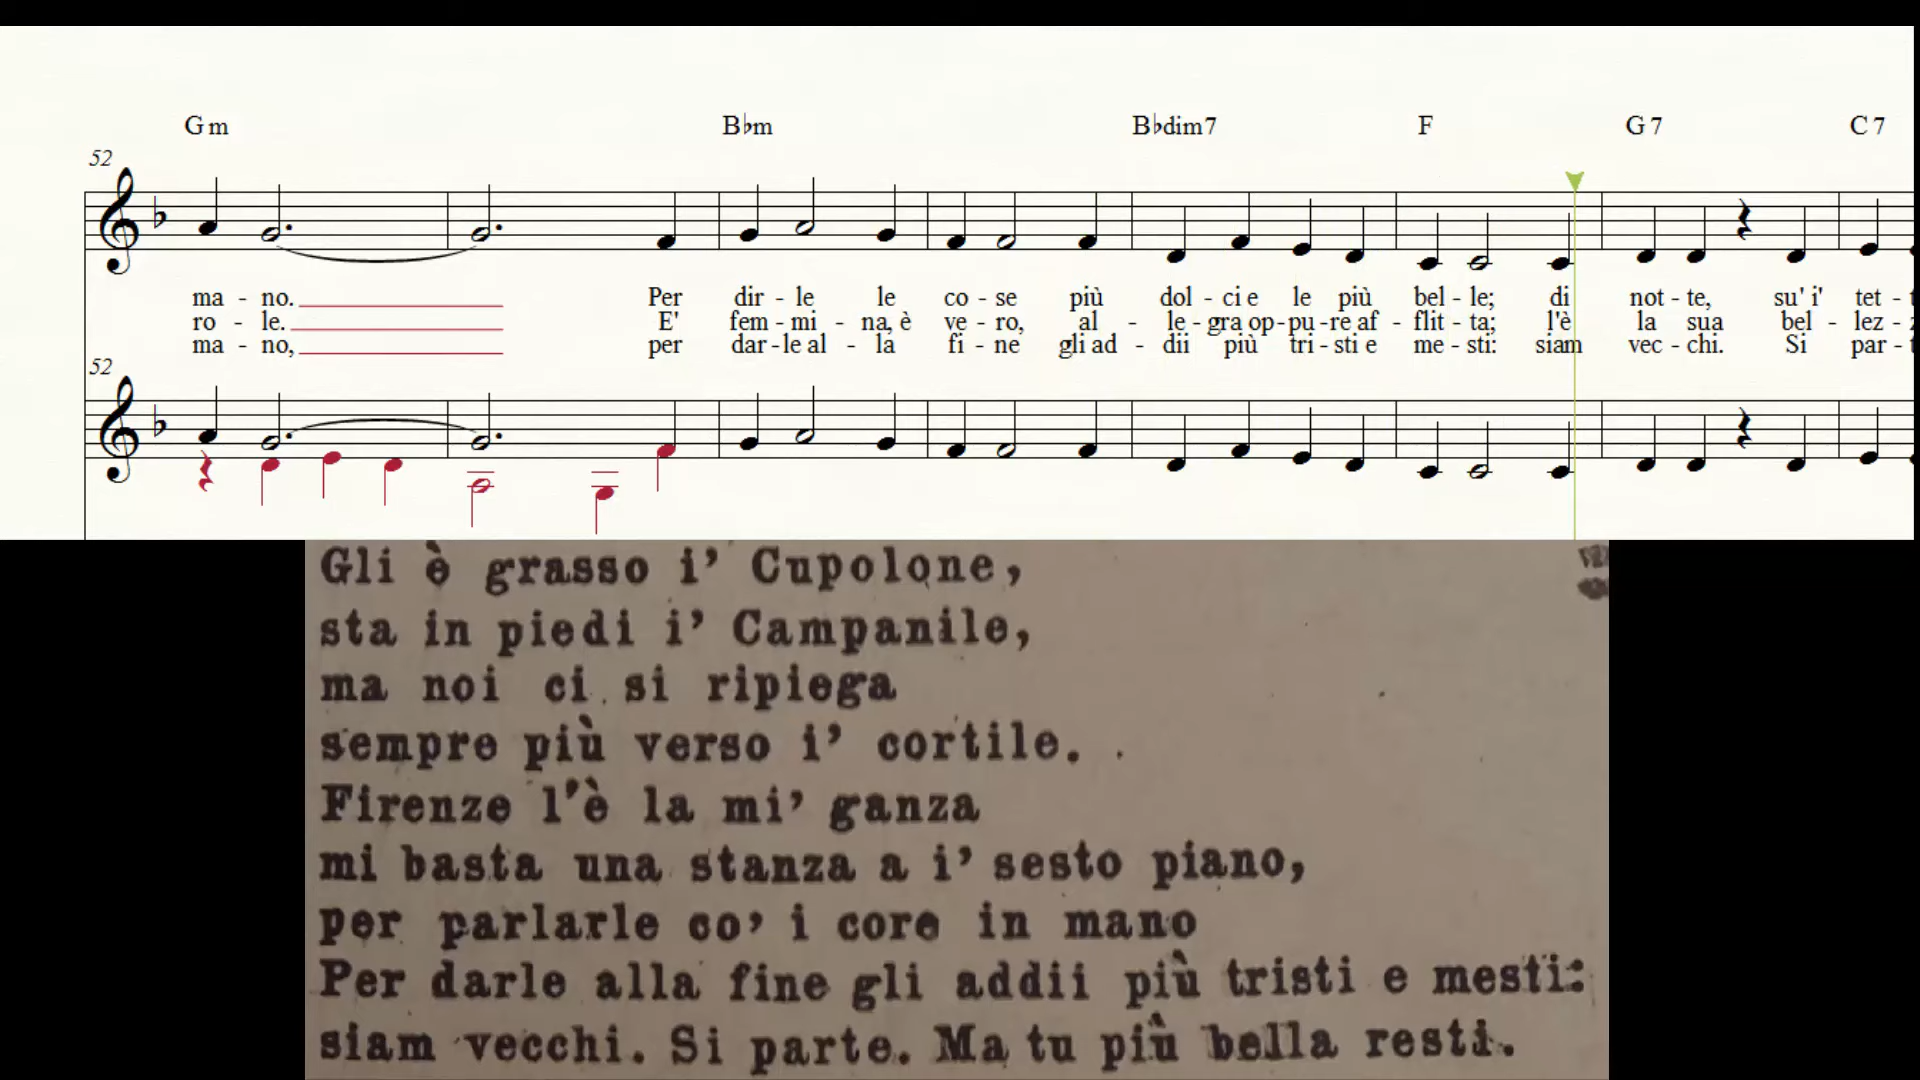 Gm B♭m B♭dim7 F G7 C7
52
ma - no. Per dir - le le co - se più dol - ci e le più bel - le; di not - te, su' i' tet -
ro - le. E' fem - mi - na, è ve - ro, al - le - gra op - pu - re af - flit - ta; l'è la sua bel - lez -
ma - no, per dar - le al - la fi - ne gli ad - dii più tri - sti e me - sti: siam vec - chi. Si par -
52
Gli è grasso i' Cupolone,
sta in piedi i' Campanile,
ma noi ci si ripiega
sempre più verso i' cortile.
Firenze l'è la mi' ganza
mi basta una stanza a i' sesto piano,
per parlarle co' i core in mano
Per darle alla fine gli addii più tristi e mesti:
siam vecchi. Si parte. Ma tu più bella resti.